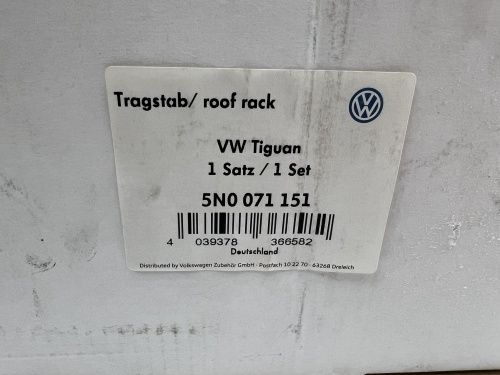 Tragstab/ roof rack
VW Tiguan
1 Satz / 1 Set
5N0 071 151
4 039378 366582
Deutschland
Distributed by Volkswagen Zubehör GmbH · Postfach 10 22 70 · 63268 Dreieich